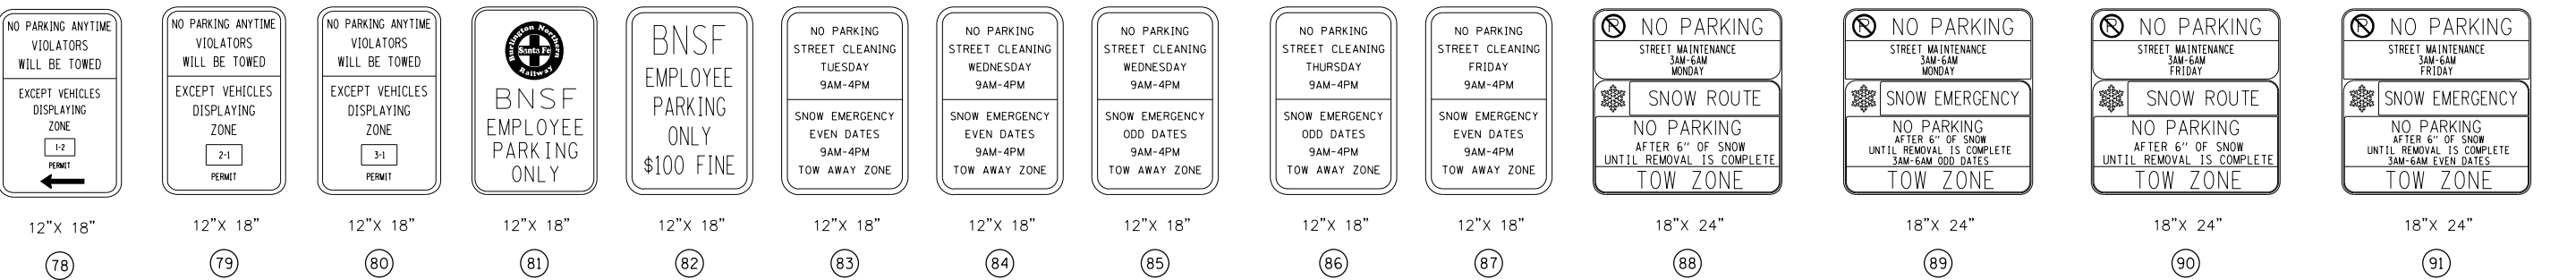 NO PARKING ANYTIME
VIOLATORS
WILL BE TOWED
EXCEPT VEHICLES
DISPLAYING
ZONE
1-2
PERMIT
12"X 18"
78
NO PARKING ANYTIME
VIOLATORS
WILL BE TOWED
EXCEPT VEHICLES
DISPLAYING
ZONE
2-1
PERMIT
12"X 18"
79
NO PARKING ANYTIME
VIOLATORS
WILL BE TOWED
EXCEPT VEHICLES
DISPLAYING
ZONE
3-1
PERMIT
12"X 18"
80
Burlington Northern
Santa Fe
Railway
BNSF
EMPLOYEE
PARKING
ONLY
12"X 18"
81
BNSF
EMPLOYEE
PARKING
ONLY
$100 FINE
12"X 18"
82
NO PARKING
STREET CLEANING
TUESDAY
9AM-4PM
SNOW EMERGENCY
EVEN DATES
9AM-4PM
TOW AWAY ZONE
12"X 18"
83
NO PARKING
STREET CLEANING
WEDNESDAY
9AM-4PM
SNOW EMERGENCY
EVEN DATES
9AM-4PM
TOW AWAY ZONE
12"X 18"
84
NO PARKING
STREET CLEANING
WEDNESDAY
9AM-4PM
SNOW EMERGENCY
ODD DATES
9AM-4PM
TOW AWAY ZONE
12"X 18"
85
NO PARKING
STREET CLEANING
THURSDAY
9AM-4PM
SNOW EMERGENCY
ODD DATES
9AM-4PM
TOW AWAY ZONE
12"X 18"
86
NO PARKING
STREET CLEANING
FRIDAY
9AM-4PM
SNOW EMERGENCY
EVEN DATES
9AM-4PM
TOW AWAY ZONE
12"X 18"
87
P NO PARKING
STREET MAINTENANCE
3AM-6AM
MONDAY
SNOW ROUTE
NO PARKING
AFTER 6" OF SNOW
UNTIL REMOVAL IS COMPLETE
TOW ZONE
18"X 24"
88
P NO PARKING
STREET MAINTENANCE
3AM-6AM
MONDAY
SNOW EMERGENCY
NO PARKING
AFTER 6" OF SNOW
UNTIL REMOVAL IS COMPLETE
3AM-6AM ODD DATES
TOW ZONE
18"X 24"
89
P NO PARKING
STREET MAINTENANCE
3AM-6AM
FRIDAY
SNOW ROUTE
NO PARKING
AFTER 6" OF SNOW
UNTIL REMOVAL IS COMPLETE
TOW ZONE
18"X 24"
90
P NO PARKING
STREET MAINTENANCE
3AM-6AM
FRIDAY
SNOW EMERGENCY
NO PARKING
AFTER 6" OF SNOW
UNTIL REMOVAL IS COMPLETE
3AM-6AM EVEN DATES
TOW ZONE
18"X 24"
91